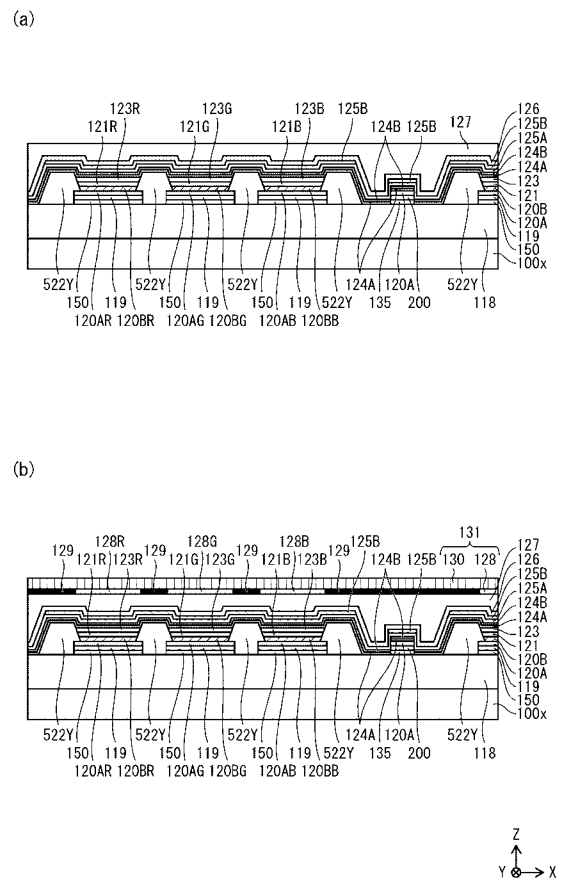 (a)
123R 123G 123B 125B
121R 121G 121B 124B 125B 127
126
125B
125A
124B
124A
123
121
120B
120A
119
150
100x
522Y 522Y 522Y 522Y 124A 120A 522Y
150 119 150 119 150 119 135 200 118
120AR 120BR 120AG 120BG 120AB 120BB
(b)
131
128R 128G 128B 125B
129 129 129 129 130 128
121R 123R 121G 123G 121B 123B 124B 125B
127
126
125B
125A
124B
124A
123
121
120B
120A
119
150
100x
522Y 522Y 522Y 522Y 124A 120A 522Y
150 119 150 119 150 119 135 200 118
120AR 120BR 120AG 120BG 120AB 120BB
Z
Y X